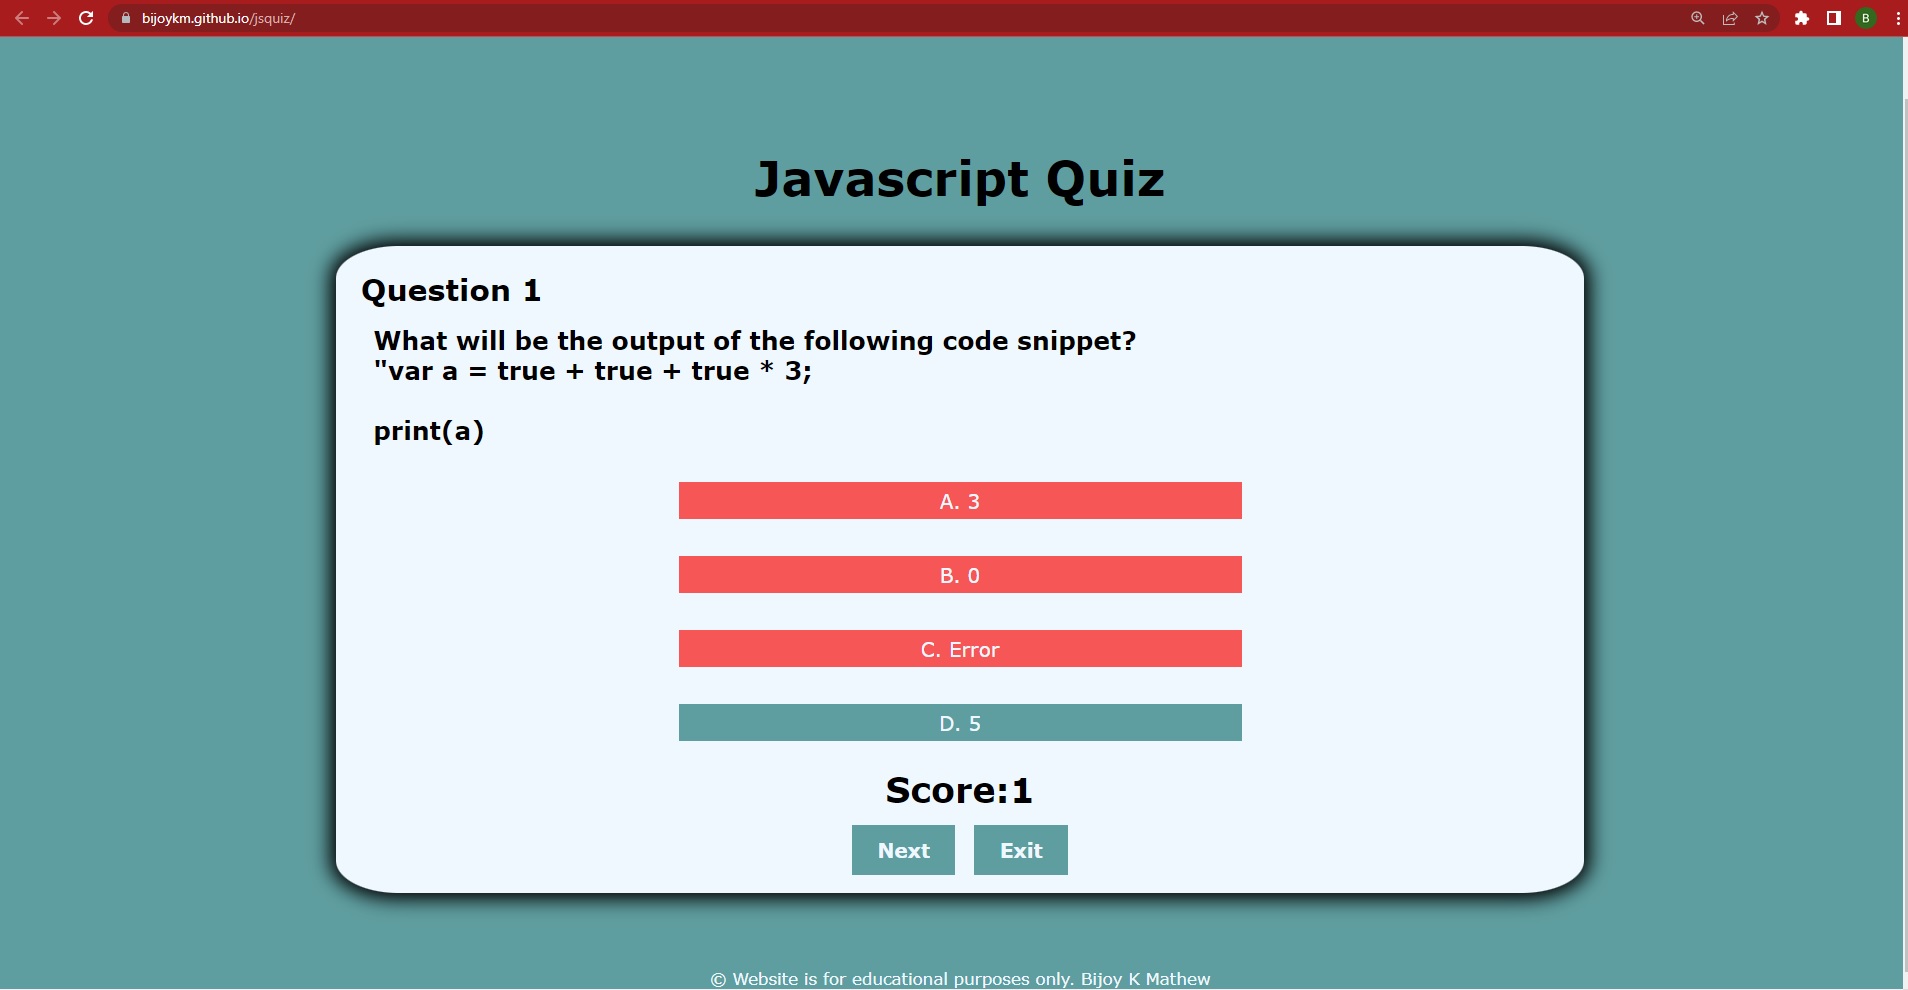 bijoykm.github.io/jsquiz/
B
Javascript Quiz
Question 1
What will be the output of the following code snippet?
"var a = true + true + true * 3;
print(a)
A. 3
B. 0
C. Error
D. 5
Score:1
Next Exit
© Website is for educational purposes only. Bijoy K Mathew